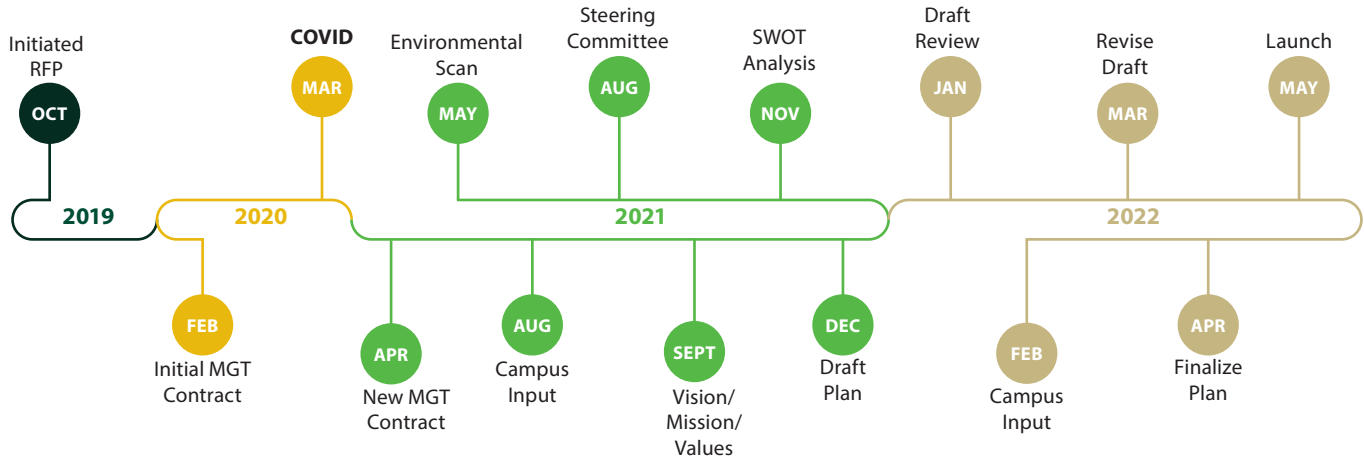 Initiated
RFP
OCT
2019
FEB
Initial MGT
Contract
2020
COVID
MAR
APR
New MGT
Contract
Environmental
Scan
MAY
AUG
Campus
Input
Steering
Committee
AUG
2021
SEPT
Vision/
Mission/
Values
SWOT
Analysis
NOV
DEC
Draft
Plan
Draft
Review
JAN
FEB
Campus
Input
2022
Revise
Draft
MAR
APR
Finalize
Plan
Launch
MAY